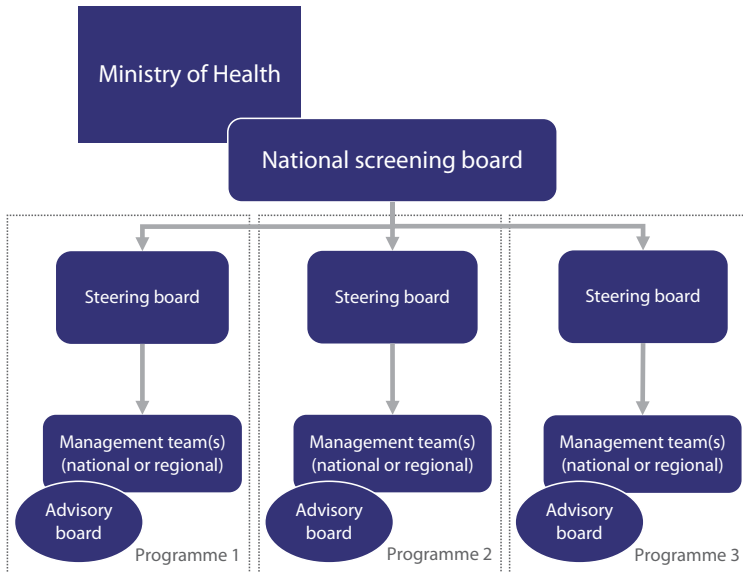 Ministry of Health
National screening board
Steering board
Steering board
Steering board
Management team(s)
(national or regional)
Management team(s)
(national or regional)
Management team(s)
(national or regional)
Advisory
board
Advisory
board
Advisory
board
Programme 1
Programme 2
Programme 3